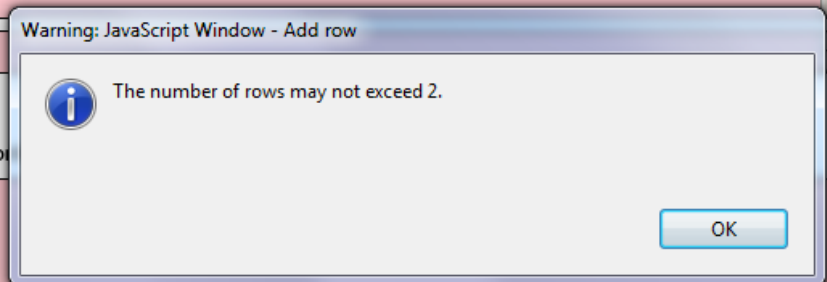 Warning: JavaScript Window - Add row
The number of rows may not exceed 2.
OK